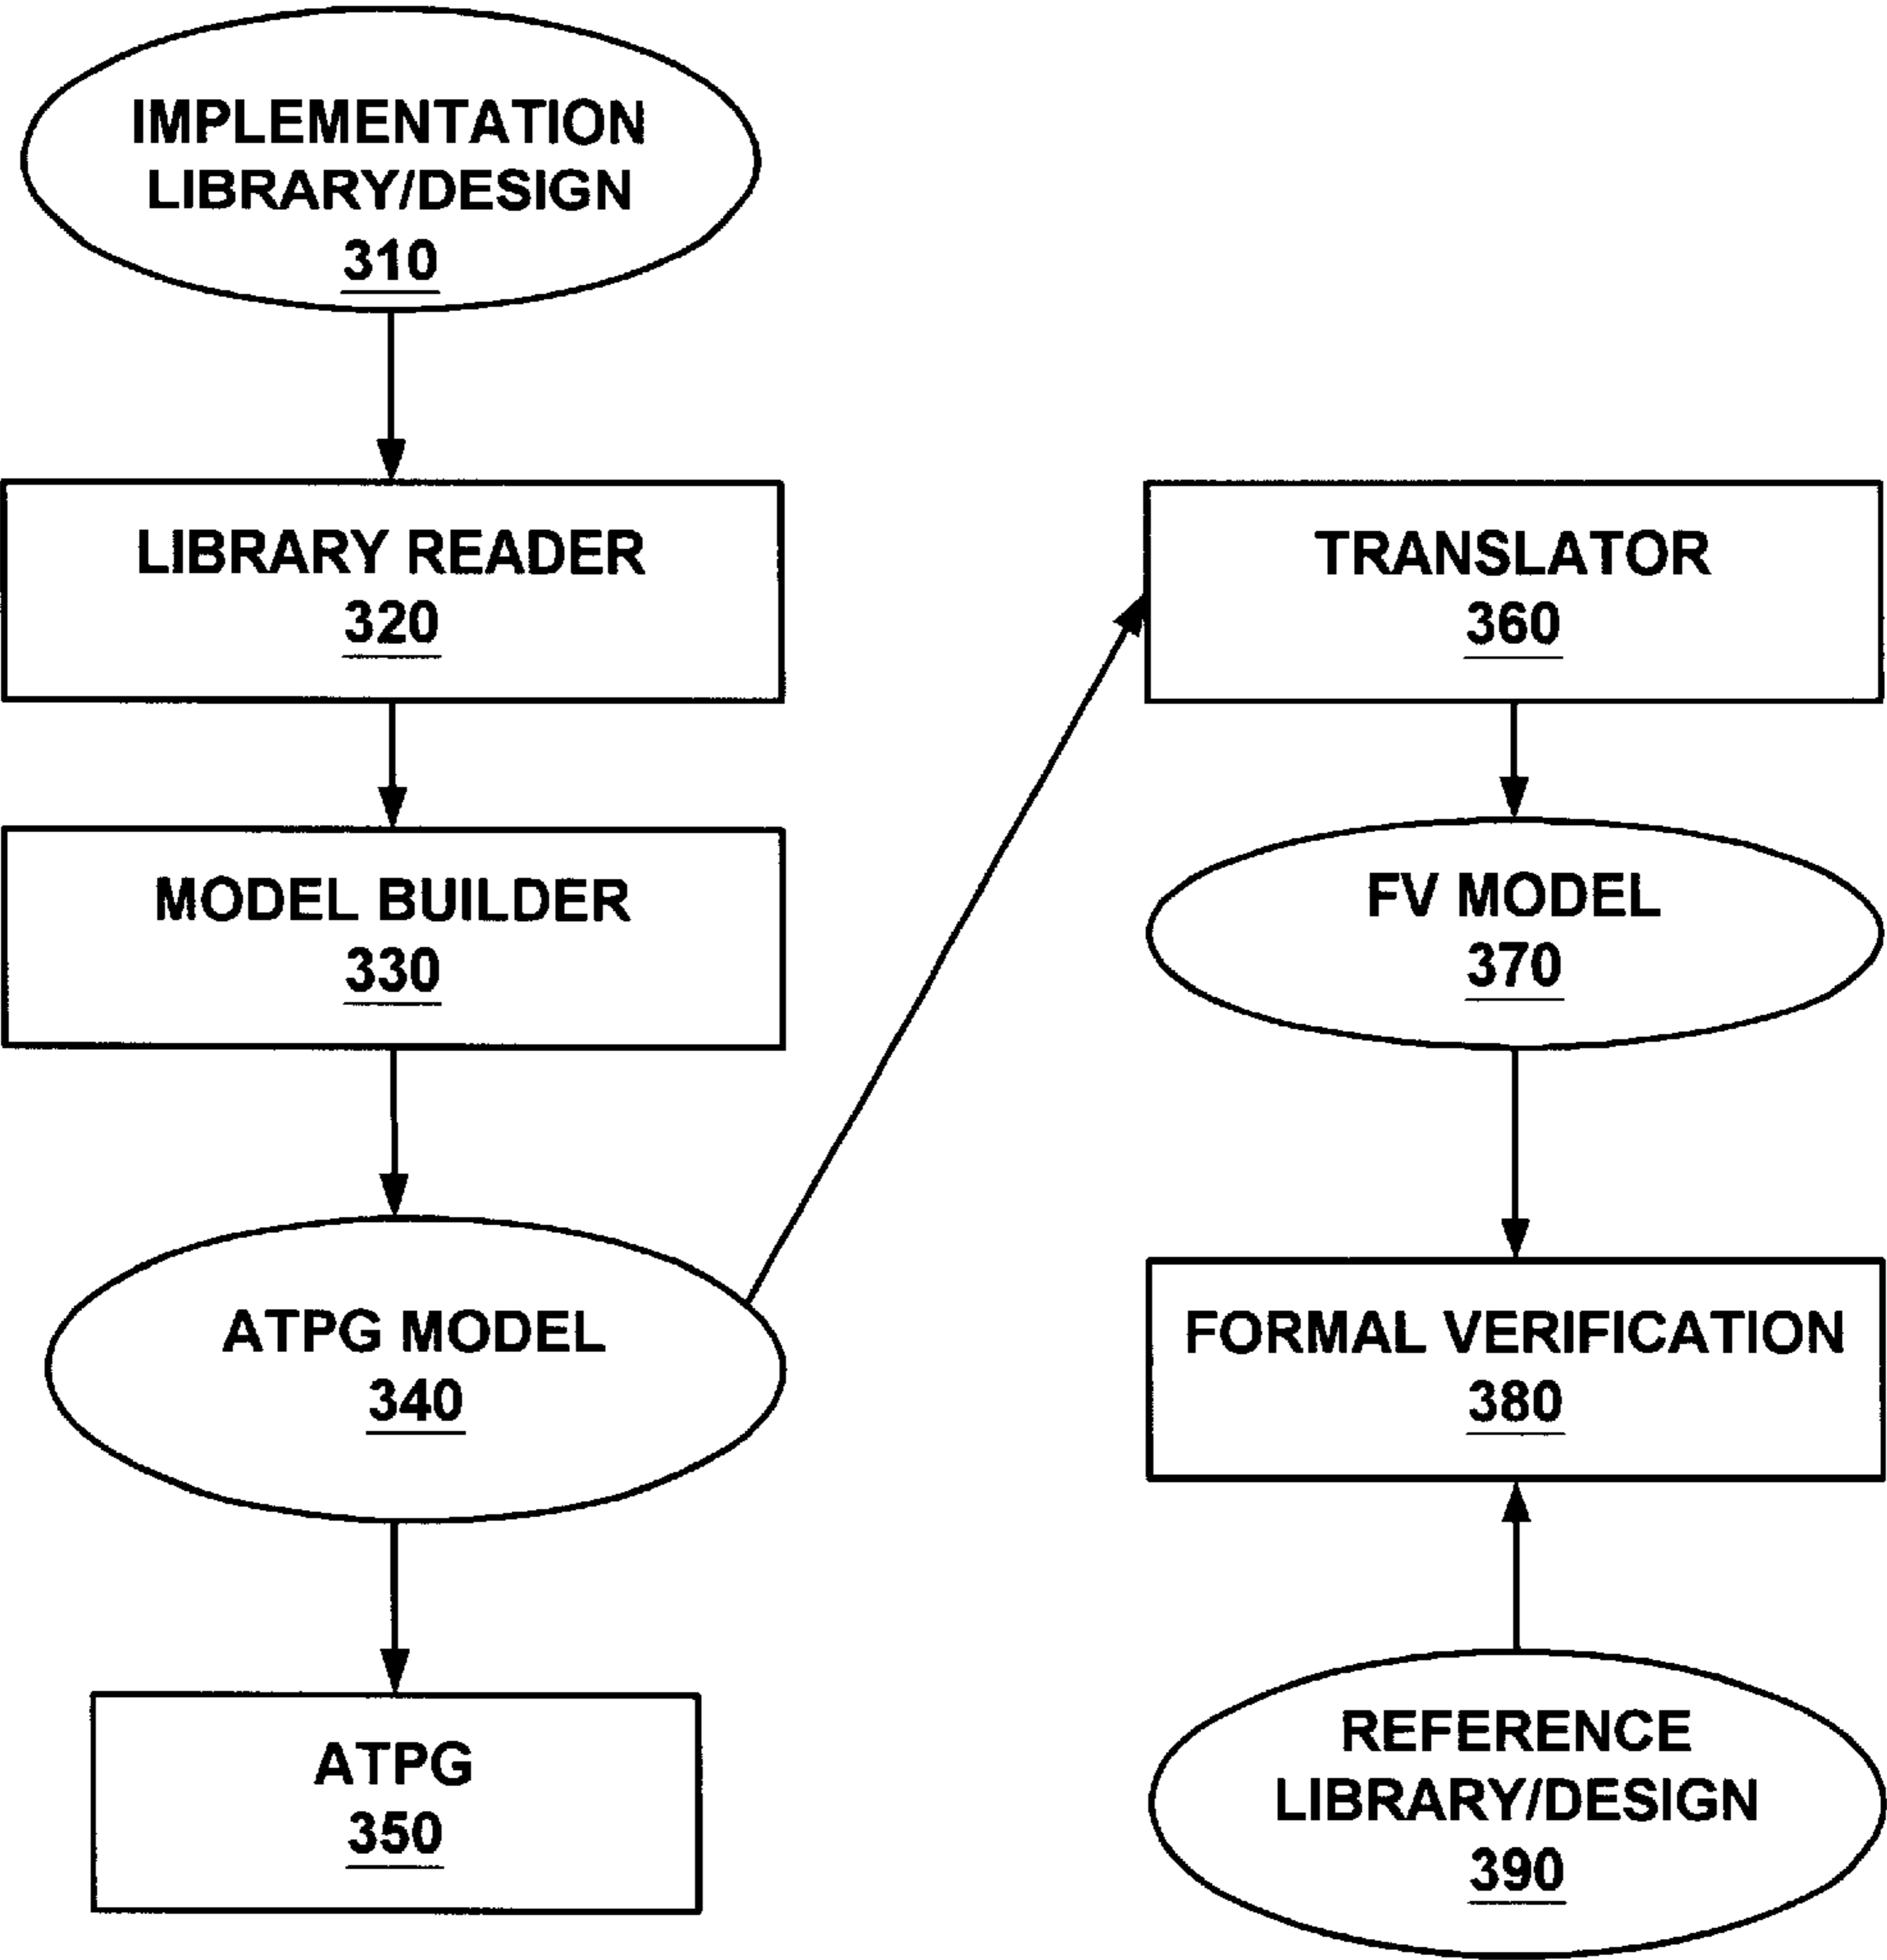 IMPLEMENTATION
LIBRARY/DESIGN
310
LIBRARY READER
320
MODEL BUILDER
330
ATPG MODEL
340
ATPG
350
TRANSLATOR
360
FV MODEL
370
FORMAL VERIFICATION
380
REFERENCE
LIBRARY/DESIGN
390